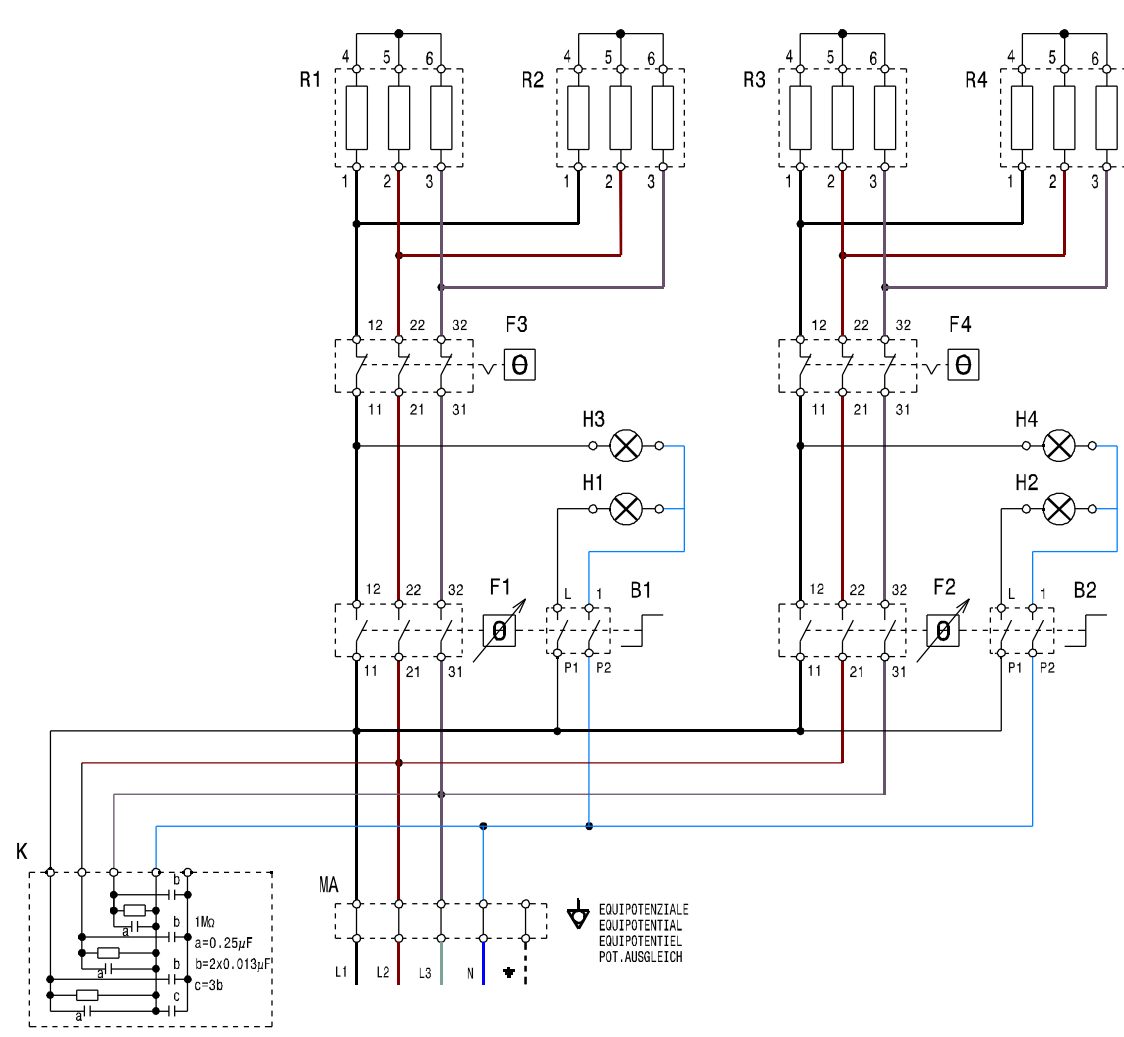 4 5 6 4 5 6 4 5 6 4 5 6
R1 R2 R3 R4
1 2 3 1 2 3 1 2 3 1 2 3
12 22 32 F3 12 22 32 F4
θ θ
11 21 31 11 21 31
H3 H4
H1 H2
12 22 32 F1 L 1 B1 12 22 32 F2 L 1 B2
θ θ
11 21 31 P1 P2 11 21 31 P1 P2
K
MA
b
a
b
1MΩ
a=0.25µF
b
b=2x0.013µF
a
c=3b
c
a
EQUIPOTENZIALE
EQUIPOTENTIAL
EQUIPOTENTIEL
POT.AUSGLEICH
L1 L2 L3 N